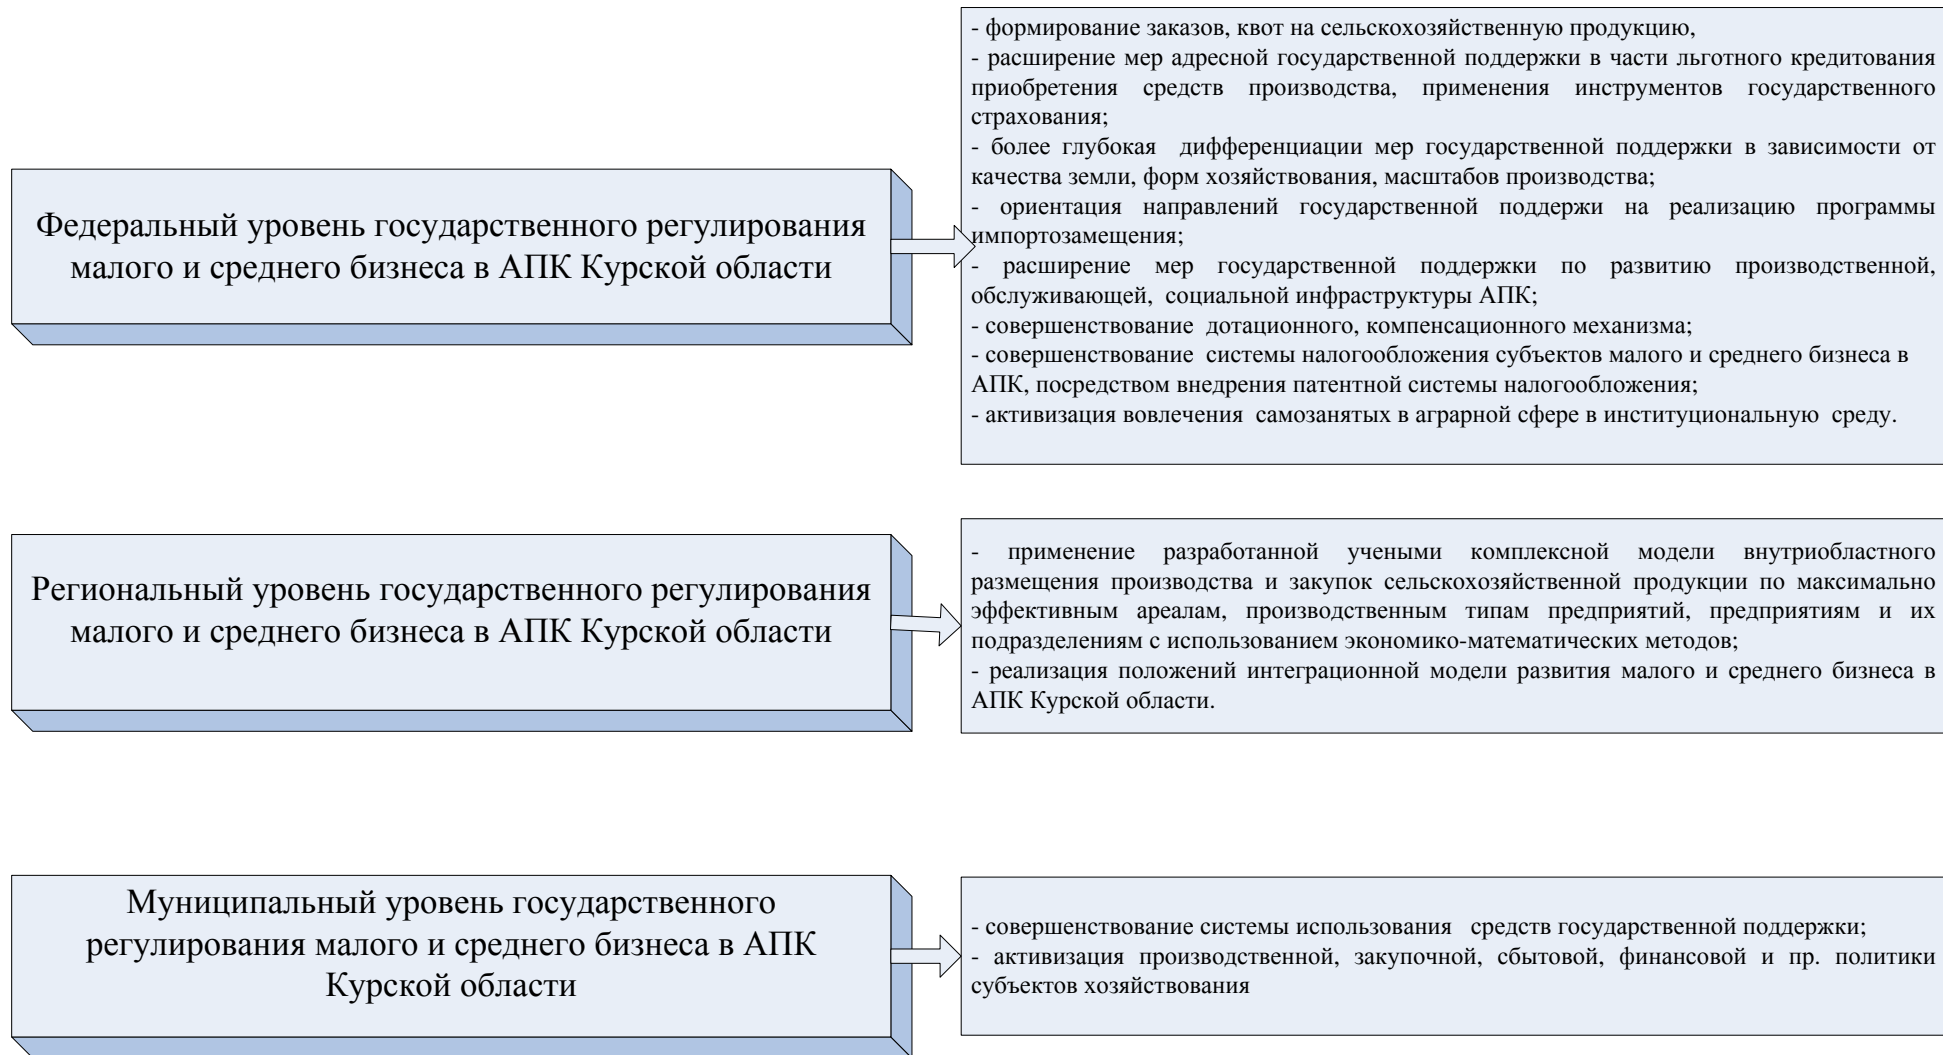 Федеральный уровень государственного регулирования
малого и среднего бизнеса в АПК Курской области
- формирование заказов, квот на сельскохозяйственную продукцию,
- расширение мер адресной государственной поддержки в части льготного кредитования
приобретения средств производства, применения инструментов государственного
страхования;
- более глубокая дифференциации мер государственной поддержки в зависимости от
качества земли, форм хозяйствования, масштабов производства;
- ориентация направлений государственной поддержи на реализацию программы
импортозамещения;
- расширение мер государственной поддержки по развитию производственной,
обслуживающей, социальной инфраструктуры АПК;
- совершенствование дотационного, компенсационного механизма;
- совершенствование системы налогообложения субъектов малого и среднего бизнеса в
АПК, посредством внедрения патентной системы налогообложения;
- активизация вовлечения самозанятых в аграрной сфере в институциональную среду.
Региональный уровень государственного регулирования
малого и среднего бизнеса в АПК Курской области
- применение разработанной учеными комплексной модели внутриобластного
размещения производства и закупок сельскохозяйственной продукции по максимально
эффективным ареалам, производственным типам предприятий, предприятиям и их
подразделениям с использованием экономико-математических методов;
- реализация положений интеграционной модели развития малого и среднего бизнеса в
АПК Курской области.
Муниципальный уровень государственного
регулирования малого и среднего бизнеса в АПК
Курской области
- совершенствование системы использования средств государственной поддержки;
- активизация производственной, закупочной, сбытовой, финансовой и пр. политики
субъектов хозяйствования